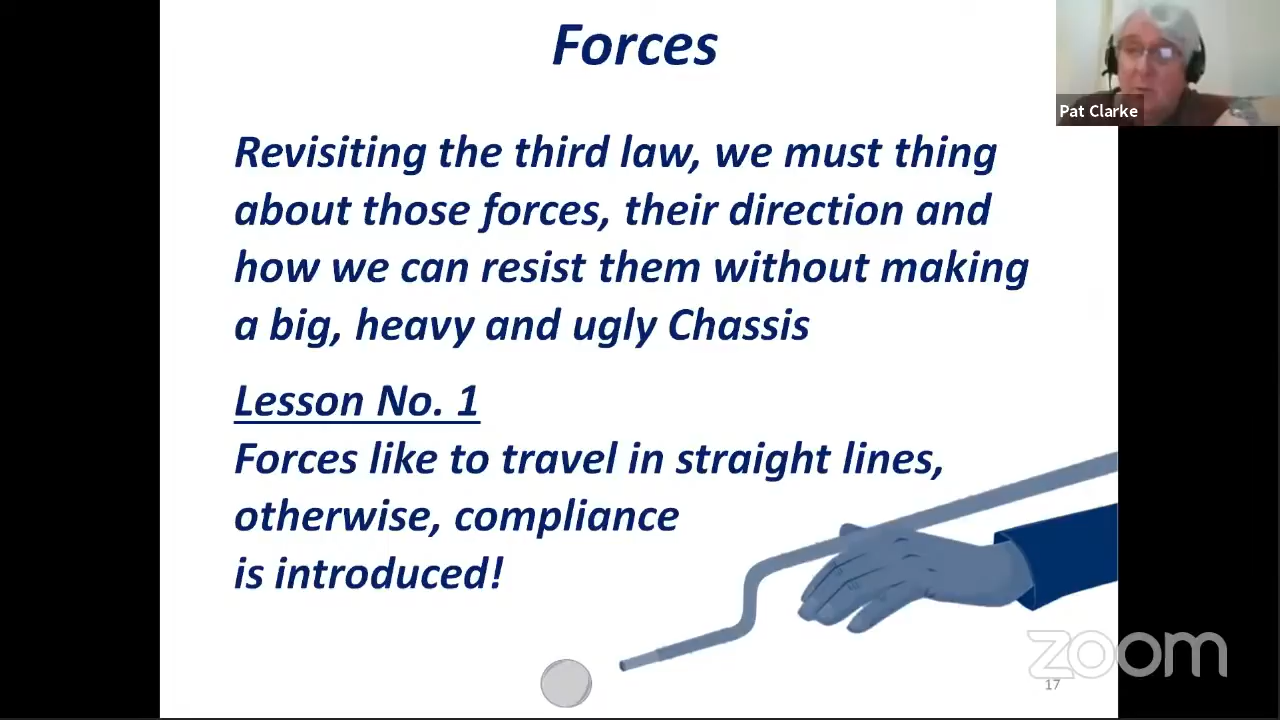 Forces
Pat Clarke
Revisiting the third law, we must thing
about those forces, their direction and
how we can resist them without making
a big, heavy and ugly Chassis
Lesson No. 1
Forces like to travel in straight lines,
otherwise, compliance
is introduced!
zoom
17